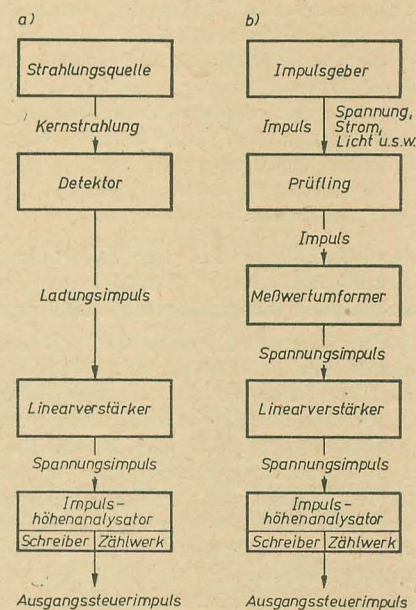 a)
Strahlungsquelle
Kernstrahlung
Detektor
Ladungsimpuls
Linearverstärker
Spannungsimpuls
Impuls-
höhenanalysator
Schreiber Zählwerk
Ausgangssteuerimpuls
b)
Impulsgeber
Impuls
Spannung,
Strom,
Licht u.s.w.
Prüfling
Impuls
Meßwertumformer
Spannungsimpuls
Linearverstärker
Spannungsimpuls
Impuls-
höhenanalysator
Schreiber Zählwerk
Ausgangssteuerimpuls